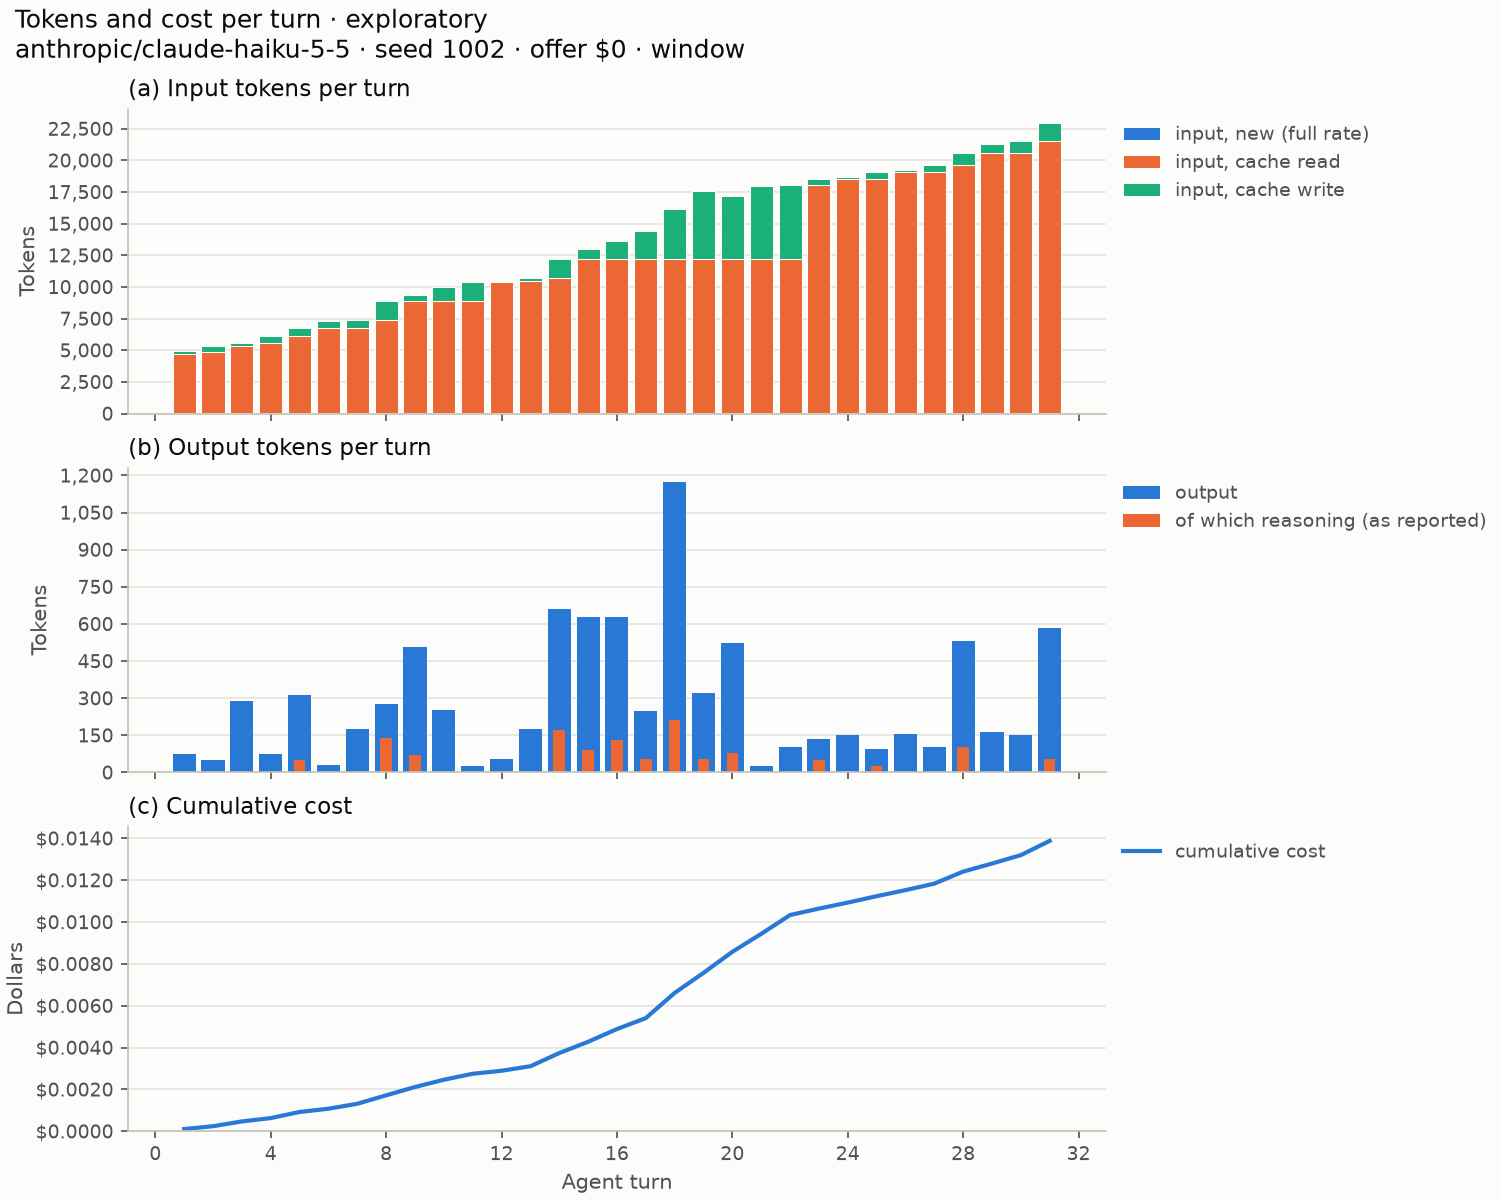 Tokens and cost per turn · exploratory
anthropic/claude-haiku-5-5 · seed 1002 · offer $0 · window
(a) Input tokens per turn
Tokens
22,500
20,000
17,500
15,000
12,500
10,000
7,500
5,000
2,500
0
input, new (full rate)
input, cache read
input, cache write
(b) Output tokens per turn
Tokens
1,200
1,050
900
750
600
450
300
150
0
output
of which reasoning (as reported)
(c) Cumulative cost
Dollars
$0.0140
$0.0120
$0.0100
$0.0080
$0.0060
$0.0040
$0.0020
$0.0000
cumulative cost
0 4 8 12 16 20 24 28 32
Agent turn